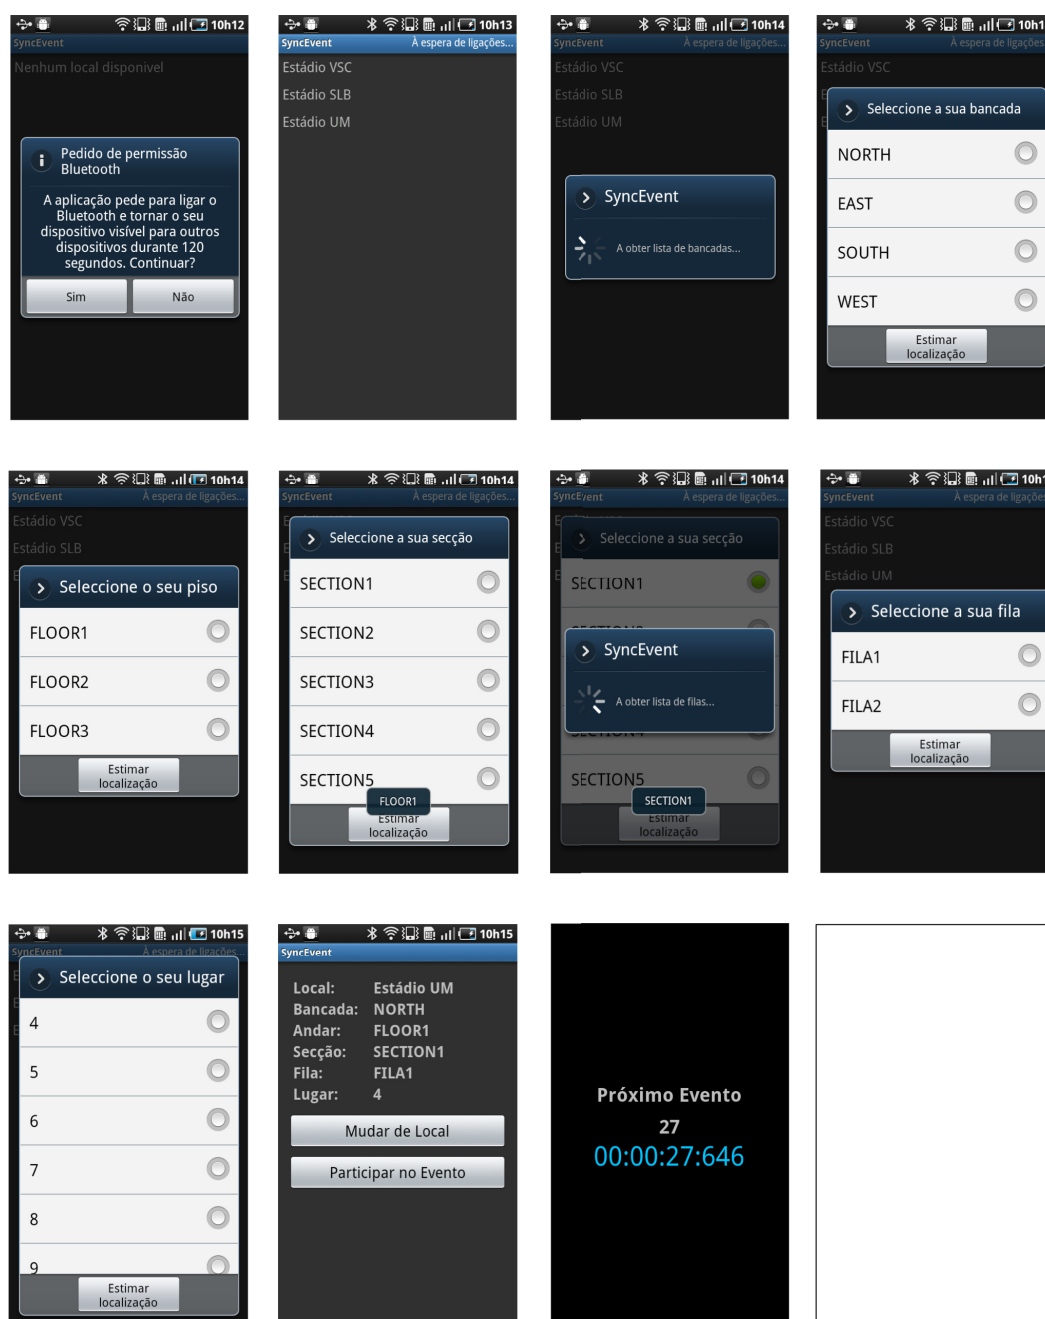 10h12
SyncEvent
Nenhum local disponivel
Pedido de permissão
Bluetooth
A aplicação pede para ligar o
Bluetooth e tornar o seu
dispositivo visível para outros
dispositivos durante 120
segundos. Continuar?
Sim
Não
10h13
SyncEvent
À espera de ligações...
Estádio VSC
Estádio SLB
Estádio UM
10h14
SyncEvent
À espera de ligações...
Estádio VSC
Estádio SLB
Estádio UM
SyncEvent
A obter lista de bancadas...
10h1
SyncEvent
À espera de ligações
Estádio VSC
E
E
Seleccione a sua bancada
NORTH
EAST
SOUTH
WEST
Estimar
localização
10h14
SyncEvent
À espera de ligações...
Estádio VSC
Estádio SLB
E
Seleccione o seu piso
FLOOR1
FLOOR2
FLOOR3
Estimar
localização
10h14
SyncEvent
À espera de ligações...
E
E
E
Seleccione a sua secção
SECTION1
SECTION2
SECTION3
SECTION4
SECTION5
FLOOR1
Estimar
localização
10h14
SyncEvent
À espera de ligações...
E
E
E
Seleccione a sua secção
SECTION1
SyncEvent
A obter lista de filas...
SECTION4
SECTION5
SECTION1
Estimar
localização
10h1
SyncEvent
À espera de ligações
Estádio VSC
Estádio SLB
Estádio UM
Seleccione a sua fila
FILA1
FILA2
Estimar
localização
10h15
SyncEvent
À espera de ligações...
E
E
E
Seleccione o seu lugar
4
5
6
7
8
9
Estimar
localização
10h15
SyncEvent
Local: Estádio UM
Bancada: NORTH
Andar: FLOOR1
Secção: SECTION1
Fila: FILA1
Lugar: 4
Mudar de Local
Participar no Evento
Próximo Evento
27
00:00:27:646